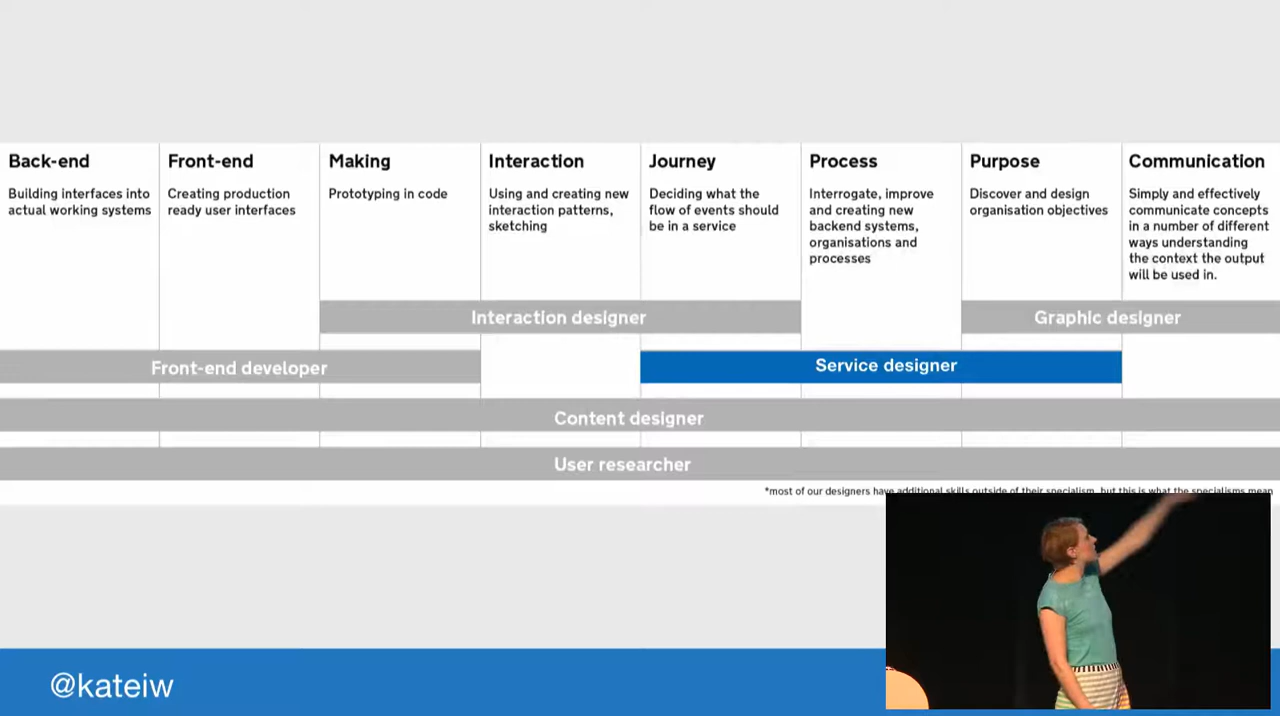 Back-end
Building interfaces into
actual working systems
Front-end
Creating production
ready user interfaces
Making
Prototyping in code
Interaction
Using and creating new
interaction patterns,
sketching
Journey
Deciding what the
flow of events should
be in a service
Process
Interrogate, improve
and creating new
backend systems,
organisations and
processes
Purpose
Discover and design
organisation objectives
Communication
Simply and effectively
communicate concepts
in a number of different
ways understanding
the context the output
will be used in.
Interaction designer
Graphic designer
Front-end developer
Service designer
Content designer
User researcher
*most of our designers have additional skills outside of their specialism, but this is what the specialisms mean
@kateiw